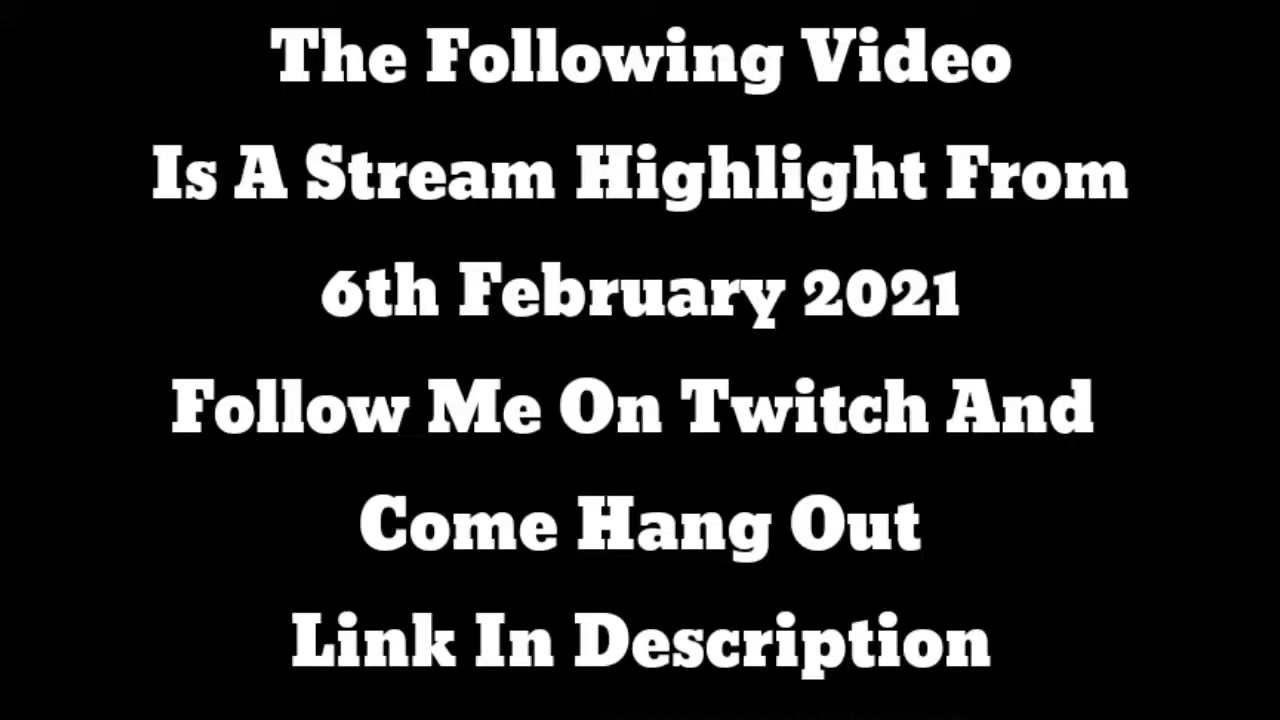 The Following Video
Is A Stream Highlight From
6th February 2021
Follow Me On Twitch And
Come Hang Out
Link In Description